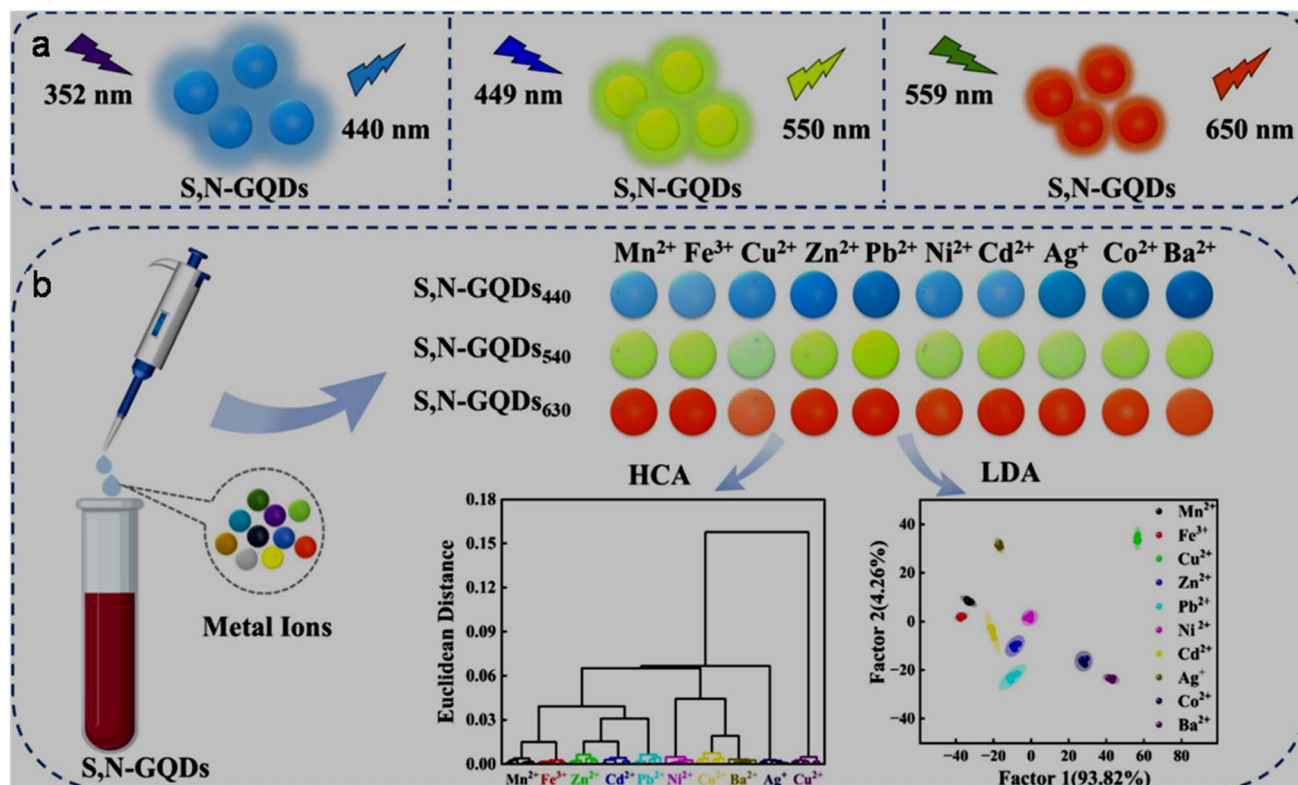 a
352 nm
440 nm
S,N-GQDs
449 nm
550 nm
S,N-GQDs
559 nm
650 nm
S,N-GQDs
b
Mn²⁺ Fe³⁺ Cu²⁺ Zn²⁺ Pb²⁺ Ni²⁺ Cd²⁺ Ag⁺ Co²⁺ Ba²⁺
S,N-GQDs₄₄₀
S,N-GQDs₅₄₀
S,N-GQDs₆₃₀
Metal Ions
S,N-GQDs
HCA
LDA
Euclidean Distance
0.18
0.15
0.12
0.09
0.06
0.03
0.00
Mn²⁺ Fe³⁺ Zn²⁺ Cd²⁺ Pb²⁺ Ni²⁺ Co²⁺ Ba²⁺ Ag⁺ Cu²⁺
Factor 2(4.26%)
40
20
0
−20
−40
−40 −20 0 20 40 60 80
Factor 1(93.82%)
Mn²⁺
Fe³⁺
Cu²⁺
Zn²⁺
Pb²⁺
Ni²⁺
Cd²⁺
Ag⁺
Co²⁺
Ba²⁺